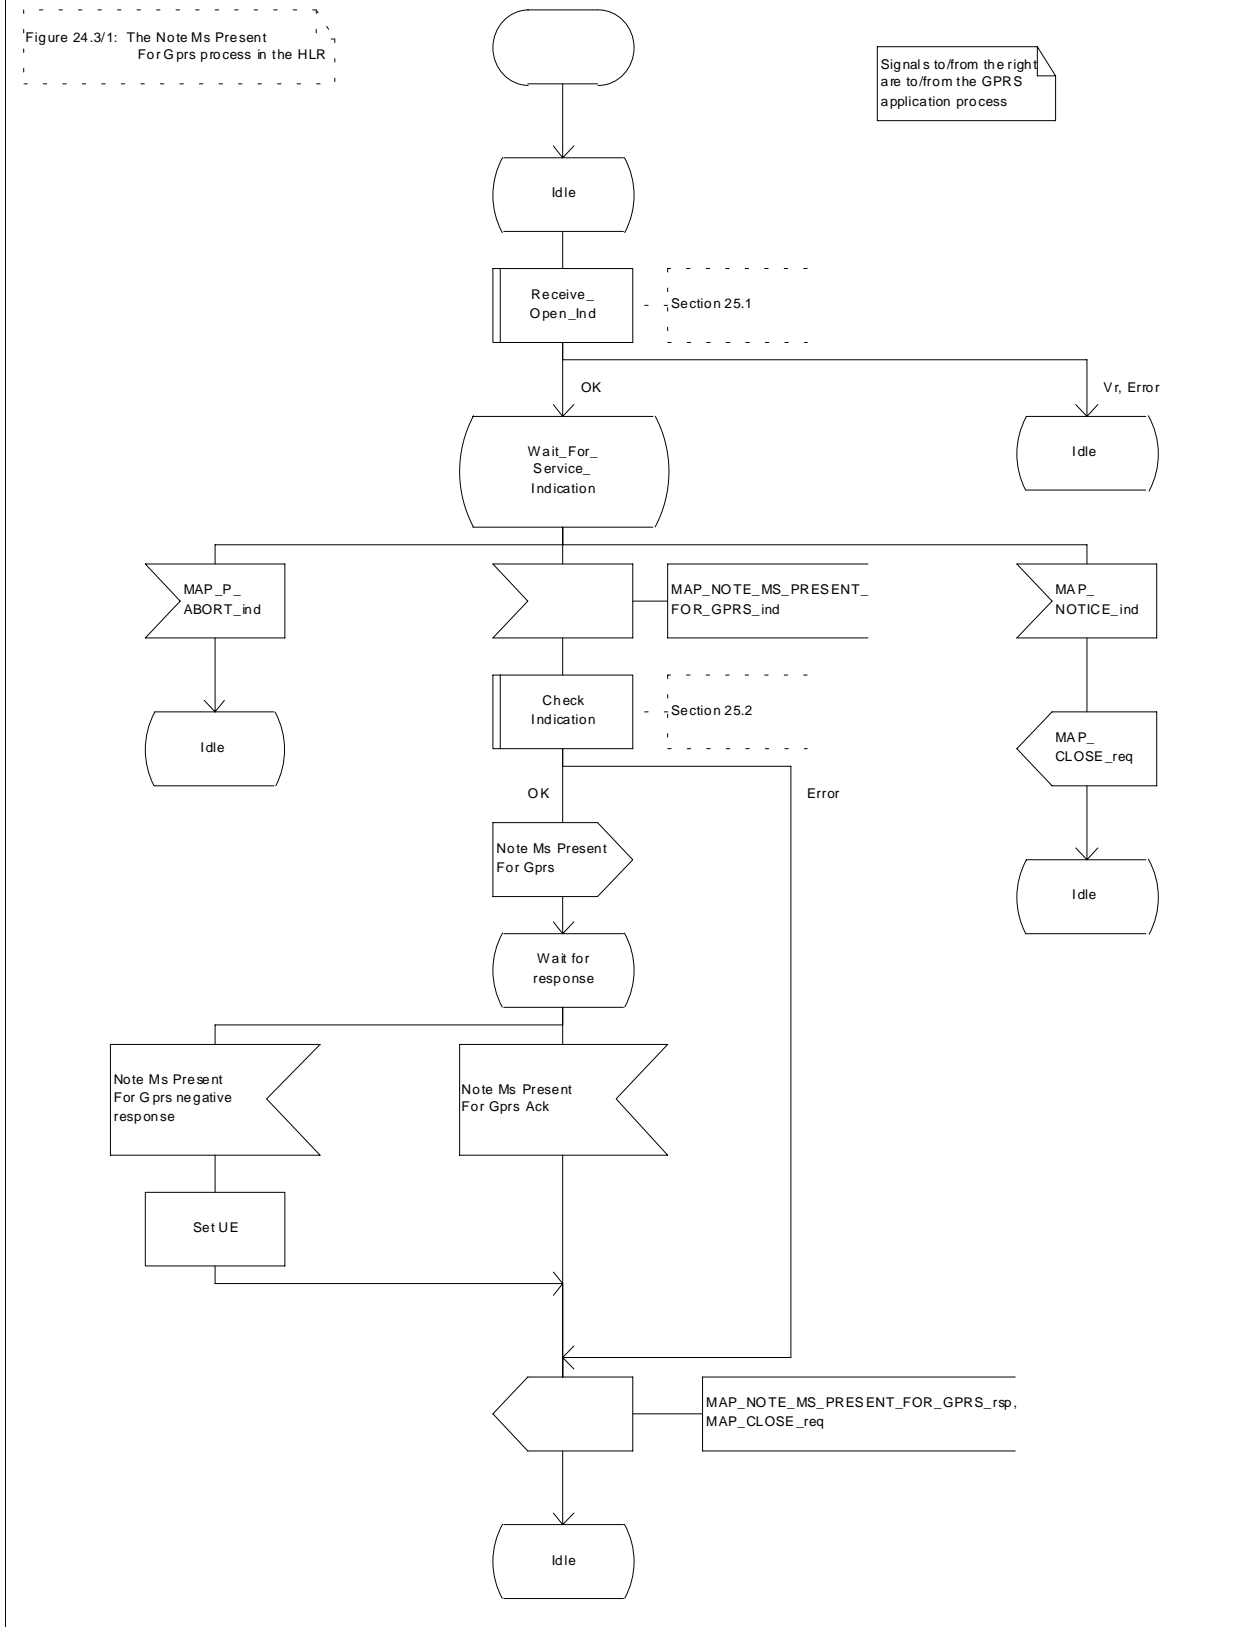 Figure 24.3/1: The Note Ms Present
For Gprs process in the HLR
Signals to/from the right
are to/from the GPRS
application process
Idle
Receive_
Open_Ind
Section 25.1
OK
Vr, Error
Wait_For_
Service_
Indication
Idle
MAP_P_
ABORT_ind
MAP_NOTE_MS_PRESENT_
FOR_GPRS_ind
MAP_
NOTICE_ind
Check
Indication
Section 25.2
Idle
MAP_
CLOSE_req
OK
Error
Note Ms Present
For Gprs
Idle
Wait for
response
Note Ms Present
For Gprs negative
response
Note Ms Present
For Gprs Ack
Set UE
MAP_NOTE_MS_PRESENT_FOR_GPRS_rsp,
MAP_CLOSE_req
Idle